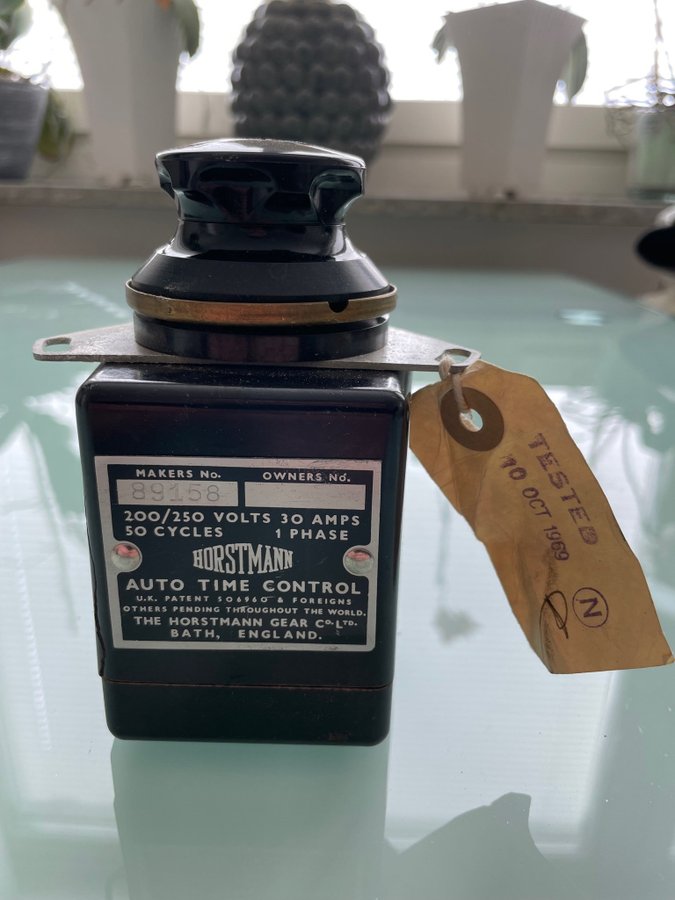 MAKERS No. OWNERS No.
89158
200/250 VOLTS 30 AMPS
50 CYCLES 1 PHASE
HORSTMANN
AUTO TIME CONTROL
U.K. PATENT 506960 & FOREIGNS
OTHERS PENDING THROUGHOUT THE WORLD.
THE HORSTMANN GEAR Co. LTD.
BATH, ENGLAND.
TESTED
10 OCT 1969
N